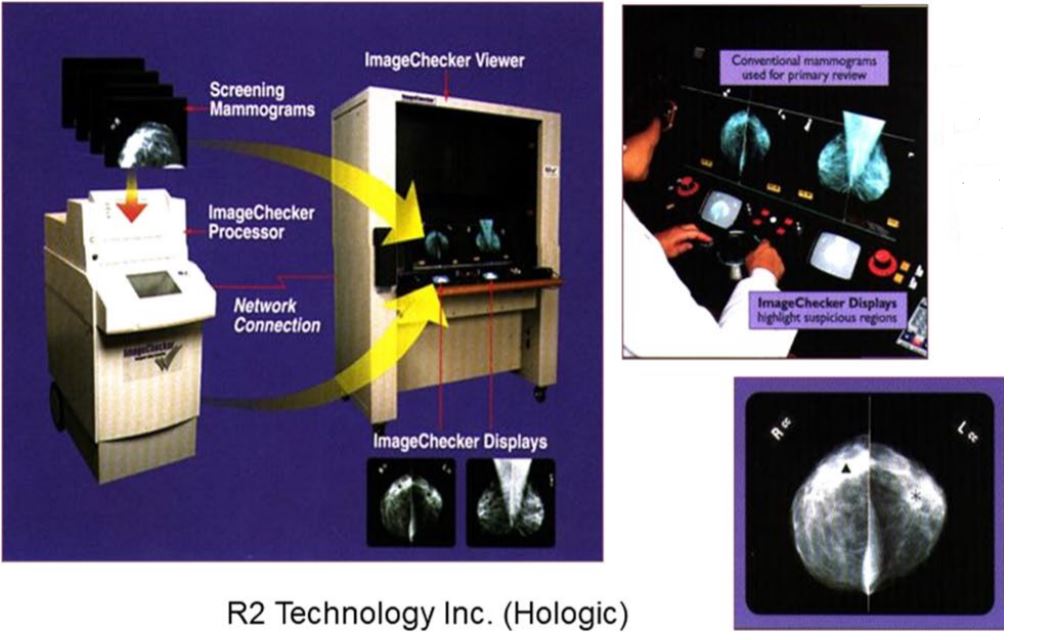 ImageChecker Viewer
Screening
Mammograms
ImageChecker
Processor
Network
Connection
ImageChecker
ImageChecker Displays
Conventional mammograms
used for primary review
ImageChecker Displays
highlight suspicious regions
R cc
L cc
R2 Technology Inc. (Hologic)